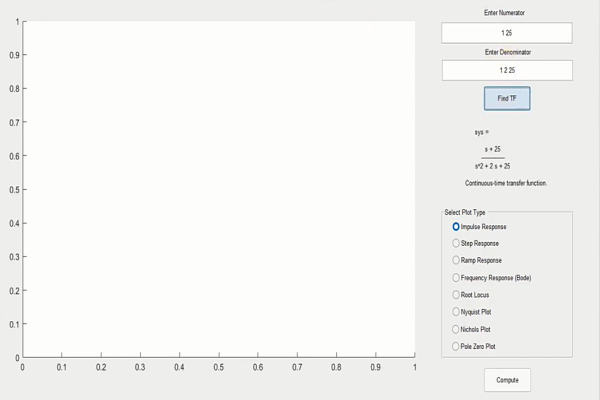 Enter Numerator
1 25
Enter Denominator
1 2 25
Find TF
sys =
s + 25
s^2 + 2 s + 25
Continuous-time transfer function.
Select Plot Type
Impulse Response
Step Response
Ramp Response
Frequency Response (Bode)
Root Locus
Nyquist Plot
Nichols Plot
Pole Zero Plot
Compute
1
0.9
0.8
0.7
0.6
0.5
0.4
0.3
0.2
0.1
0
0 0.1 0.2 0.3 0.4 0.5 0.6 0.7 0.8 0.9 1